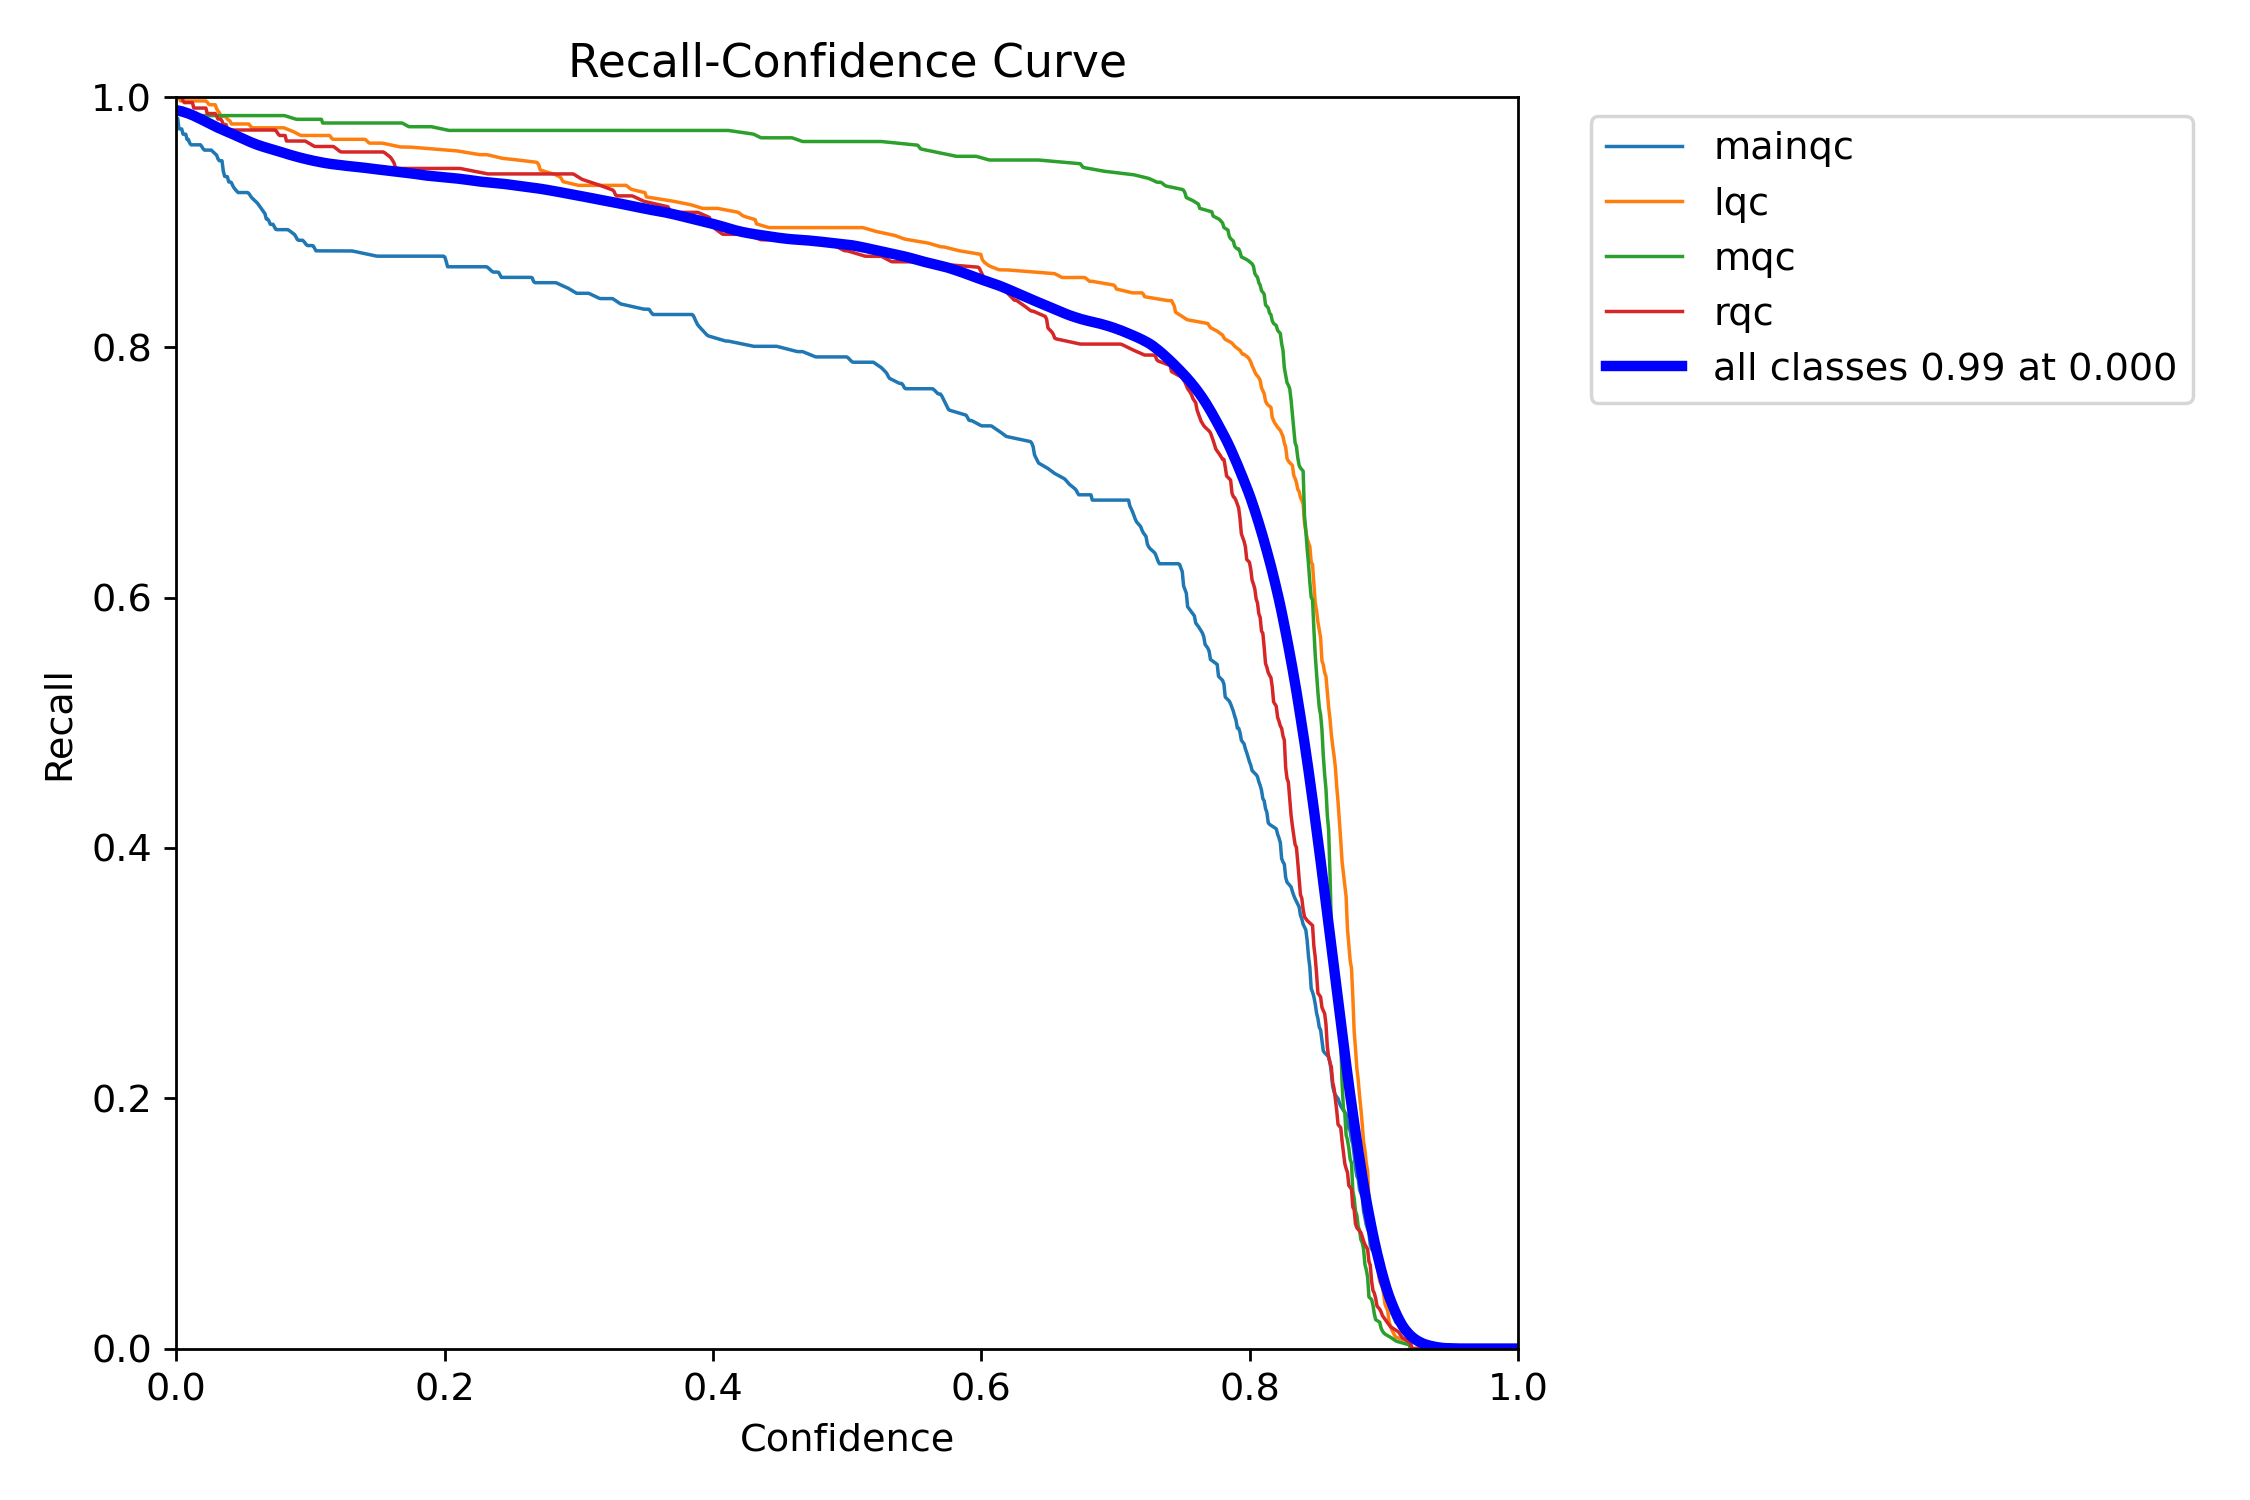 Recall-Confidence Curve
1.0
0.8
0.6
0.4
0.2
0.0
Recall
0.0 0.2 0.4 0.6 0.8 1.0
Confidence
mainqc
lqc
mqc
rqc
all classes 0.99 at 0.000